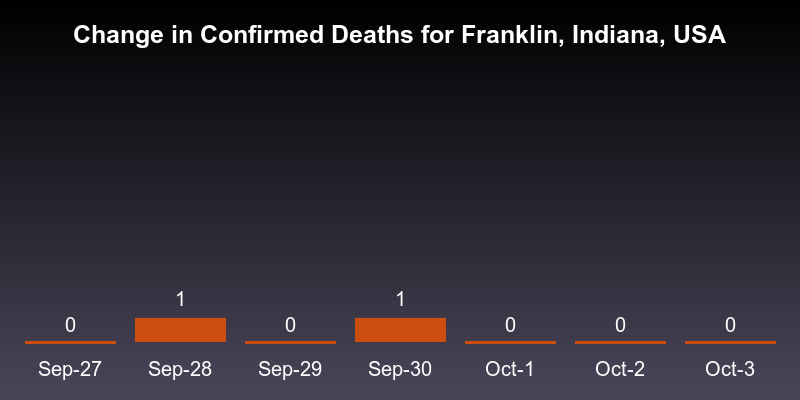 Change in Confirmed Deaths for Franklin, Indiana, USA
0 1 0 1 0 0 0
Sep-27 Sep-28 Sep-29 Sep-30 Oct-1 Oct-2 Oct-3